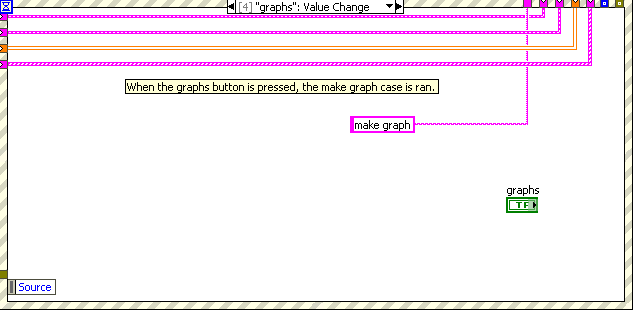 [4] "graphs": Value Change
When the graphs button is pressed, the make graph case is ran.
make graph
graphs
TF
Source